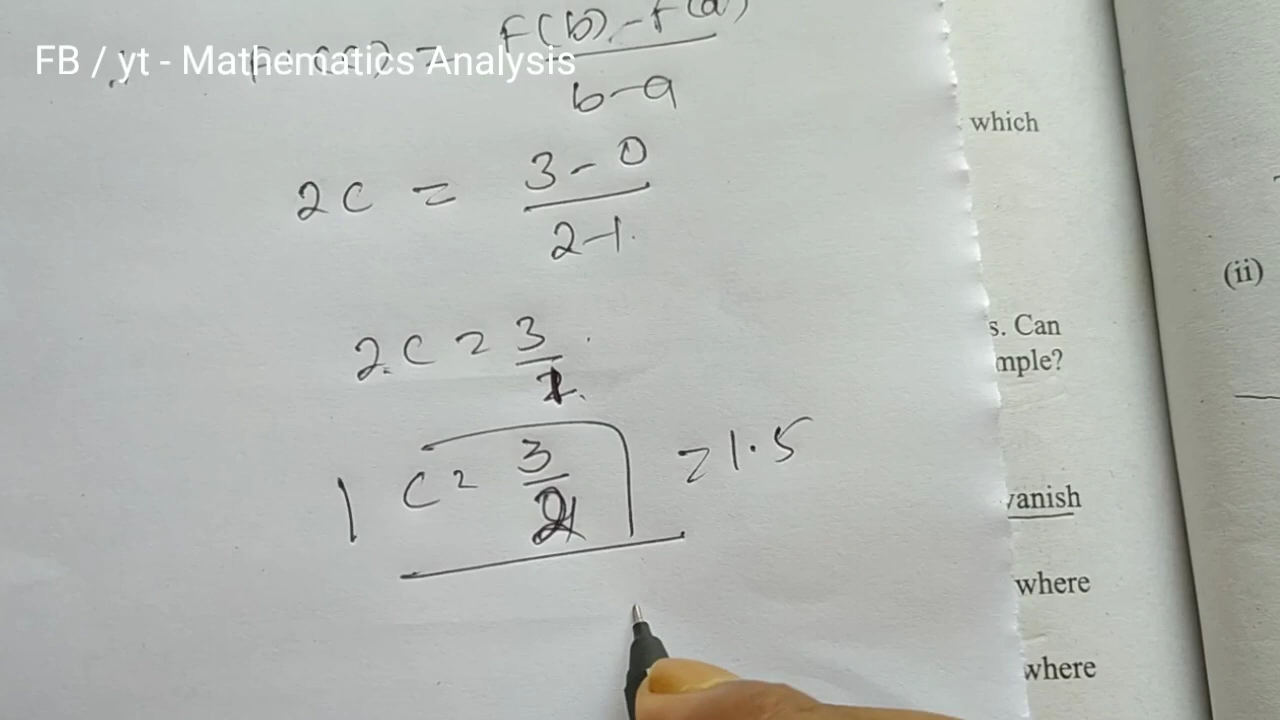 FB / yt - Mathematics Analysis
∴ F'(c) = F(b) - f(a) / b-a
which
2c = 3-0 / 2-1.
(ii)
2c = 3/1.
s. Can
mple?
c = 3/2 = 1.5
vanish
where
where